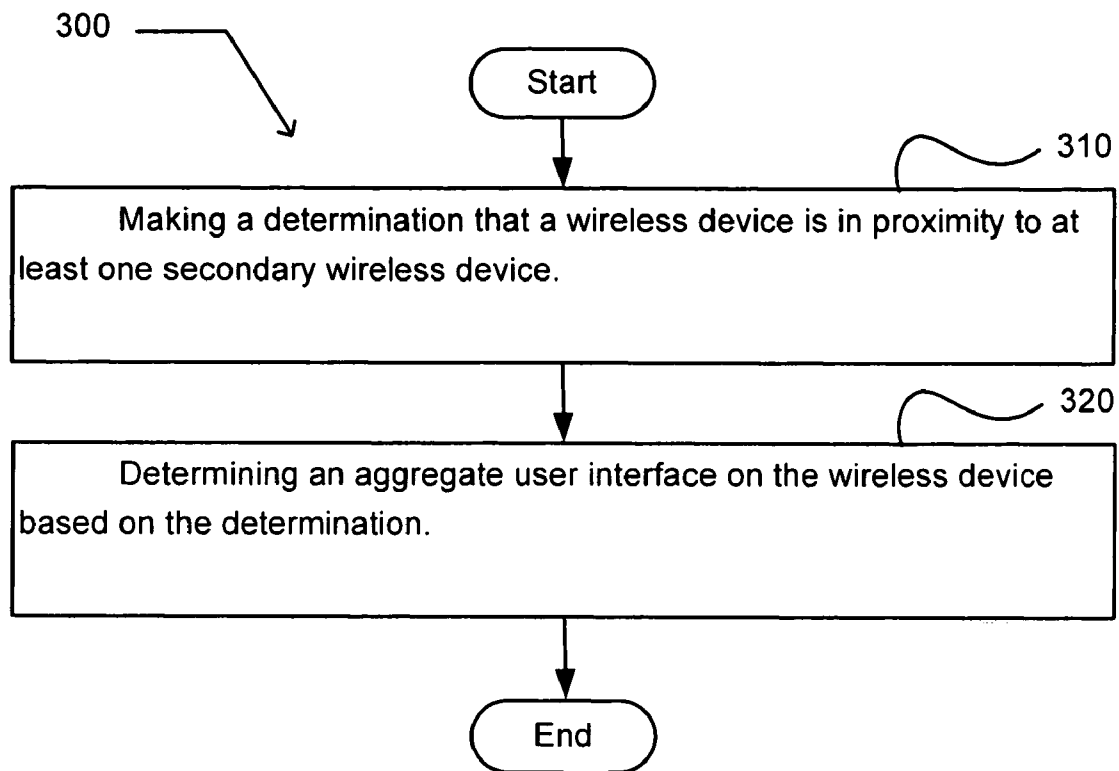 300
Start
310
Making a determination that a wireless device is in proximity to at
least one secondary wireless device.
320
Determining an aggregate user interface on the wireless device
based on the determination.
End